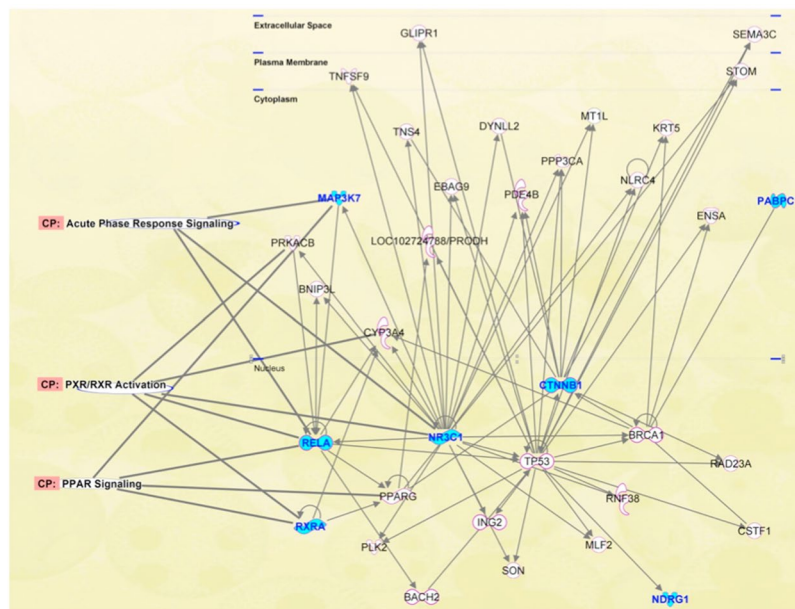 Extracellular Space
GLIPR1
SEMA3C
Plasma Membrane
TNFSF9
STOM
Cytoplasm
TNS4
DYNLL2
MT1L
KRT5
PPP3CA
NLRC4
EBAG9
PDE4B
MAP3K7
PABPC
ENSA
CP: Acute Phase Response Signaling>
PRKACB
LOC102724788/PRODH
BNIP3L
CYP3A4
Nucleus
CP: PXR/RXR Activation
CTNNB1
RELA
NR3C1
BRCA1
TP53
RAD23A
CP: PPAR Signaling
PPARG
RNF38
RXRA
ING2
CSTF1
PLK2
MLF2
SON
BACH2
NDRG1